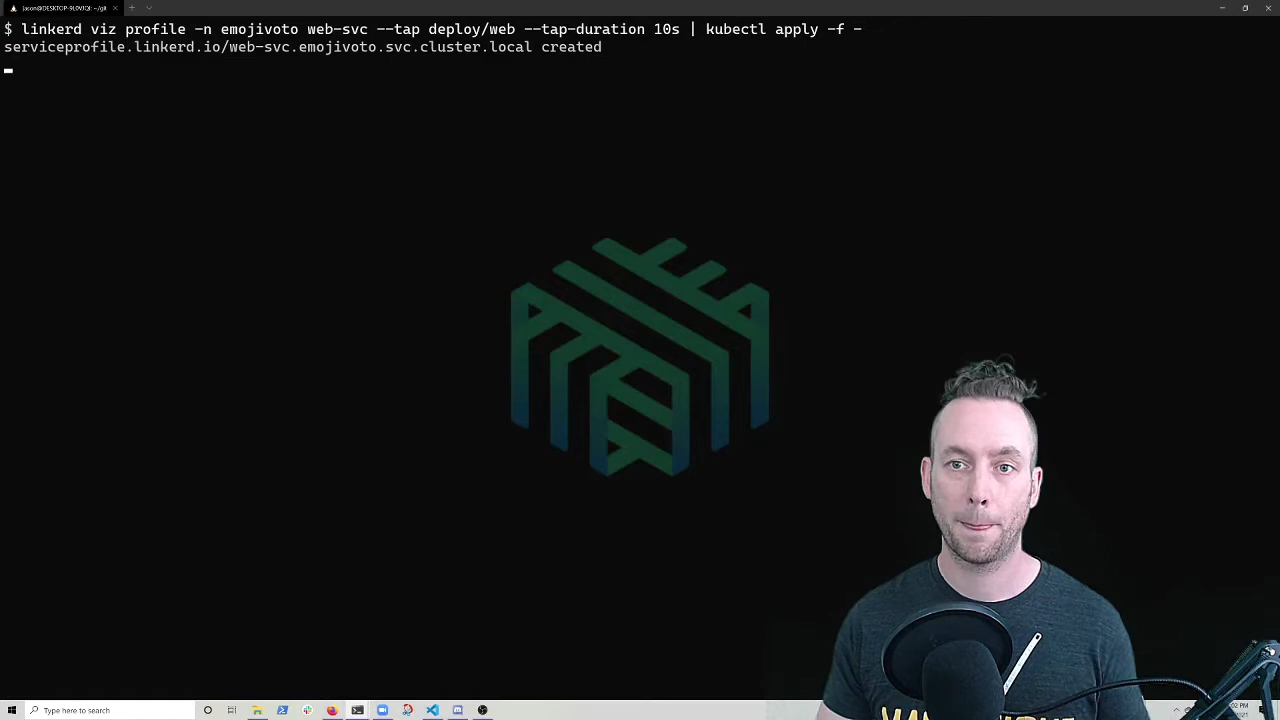 $ linkerd viz profile -n emojivoto web-svc --tap deploy/web --tap-duration 10s | kubectl apply -f -
serviceprofile.linkerd.io/web-svc.emojivoto.svc.cluster.local created
Type here to search